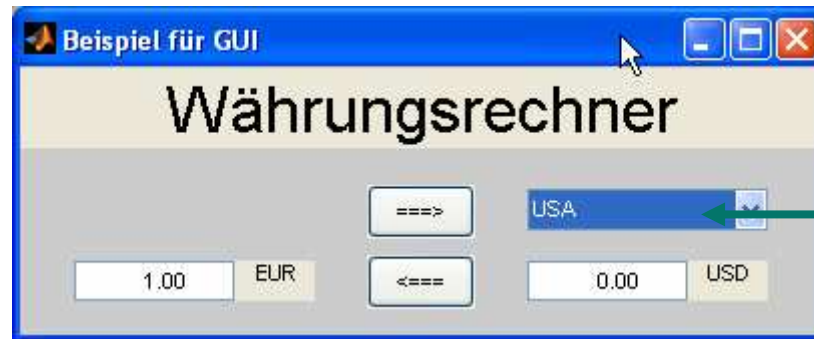 Beispiel für GUI
Währungsrechner
===> USA
1.00 EUR <=== 0.00 USD